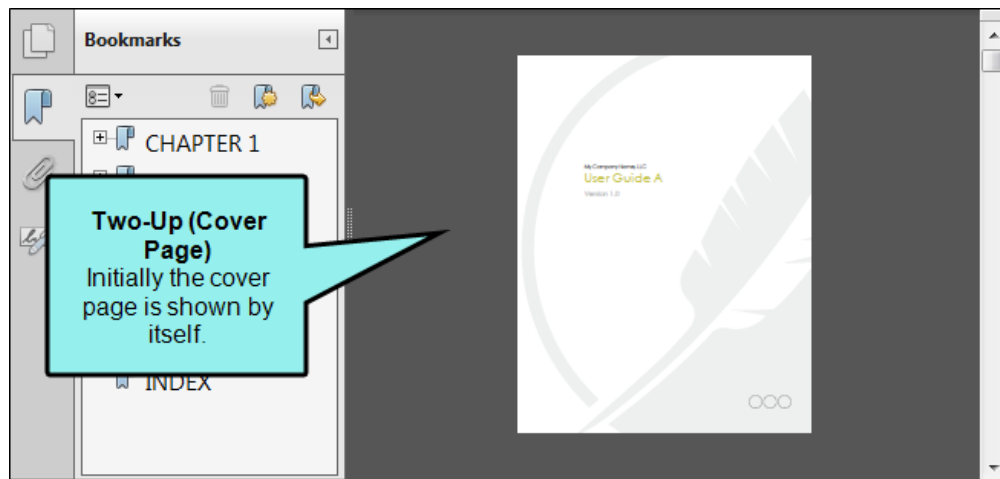 Bookmarks
CHAPTER 1
Two-Up (Cover
Page)
Initially the cover
page is shown by
itself.
INDEX
My Company Name, LLC
User Guide A
Version 1.0